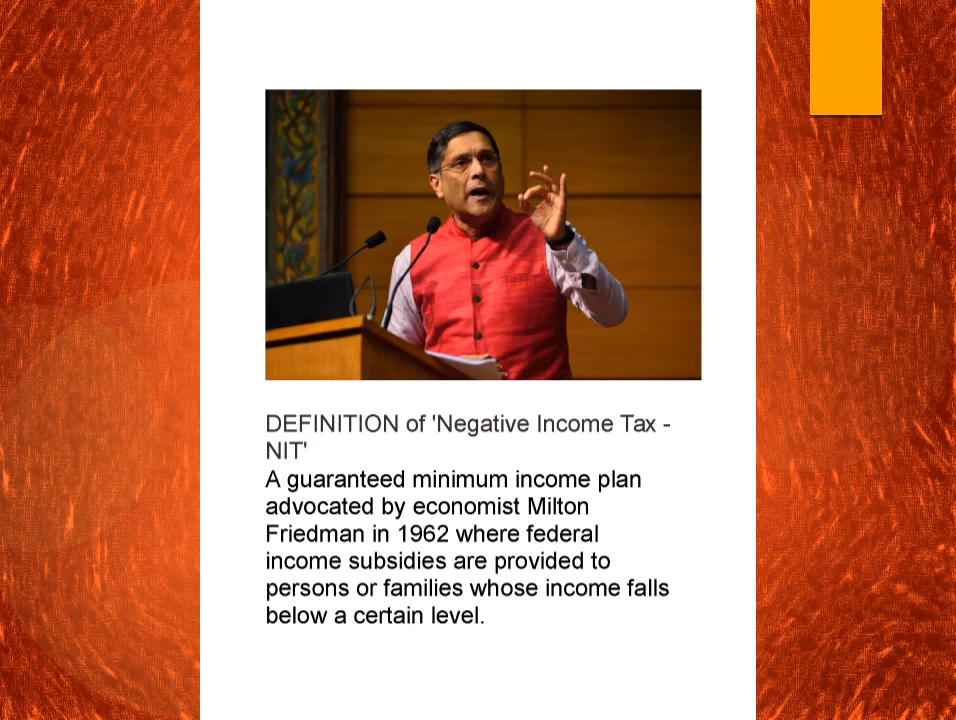 DEFINITION of 'Negative Income Tax -
NIT'
A guaranteed minimum income plan
advocated by economist Milton
Friedman in 1962 where federal
income subsidies are provided to
persons or families whose income falls
below a certain level.